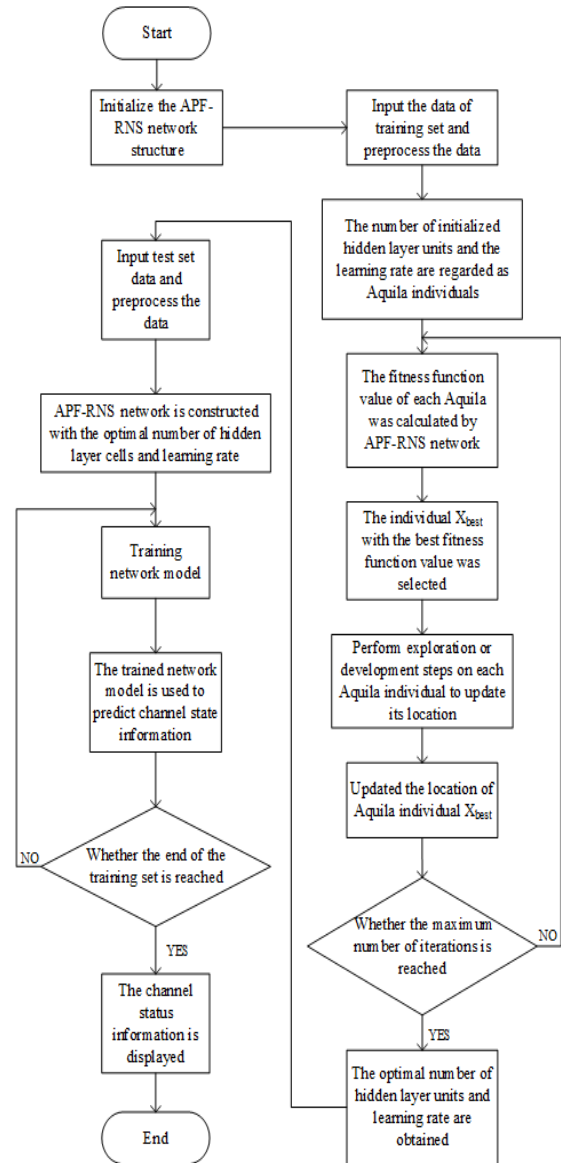 Start
Initialize the APF-
RNS network
structure
Input the data of
training set and
preprocess the data
The number of initialized
hidden layer units and the
learning rate are regarded as
Aquila individuals
The fitness function
value of each Aquila
was calculated by
APF-RNS network
The individual Xbest
with the best fitness
function value was
selected
Perform exploration or
development steps on each
Aquila individual to update
its location
Updated the location of
Aquila individual Xbest
Whether the maximum
number of iterations is
reached
NO
YES
The optimal number of
hidden layer units and
learning rate are
obtained
Input test set
data and
preprocess the
data
APF-RNS network is constructed
with the optimal number of hidden
layer cells and learning rate
Training
network model
The trained network
model is used to
predict channel state
information
Whether the end of the
training set is reached
NO
YES
The channel
status
information is
displayed
End